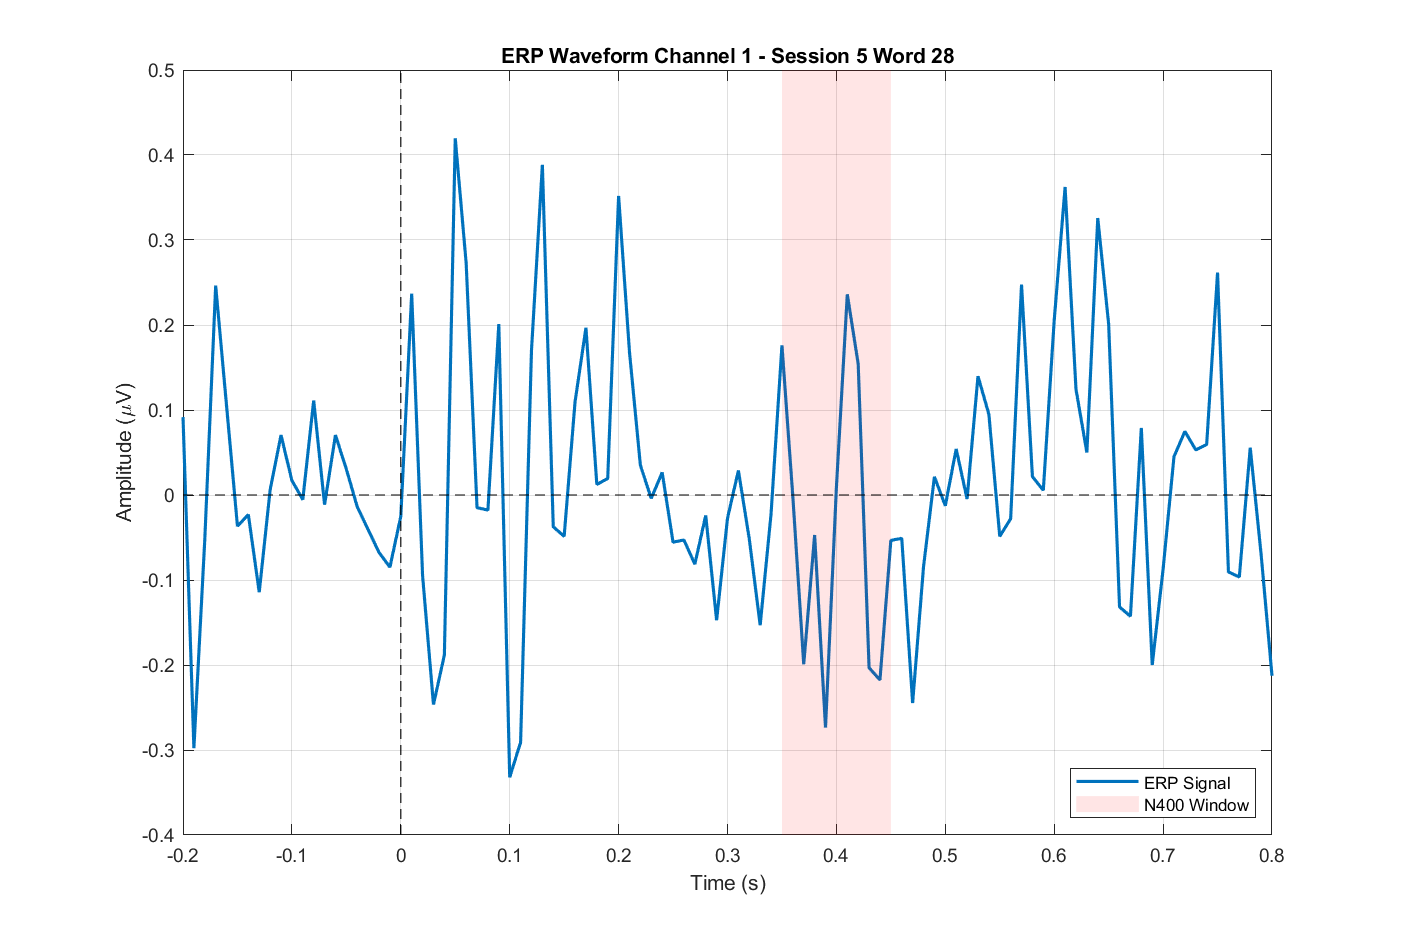 ERP Waveform Channel 1 - Session 5 Word 28
Amplitude (μV)
0.5
0.4
0.3
0.2
0.1
0
-0.1
-0.2
-0.3
-0.4
ERP Signal
N400 Window
-0.2 -0.1 0 0.1 0.2 0.3 0.4 0.5 0.6 0.7 0.8
Time (s)